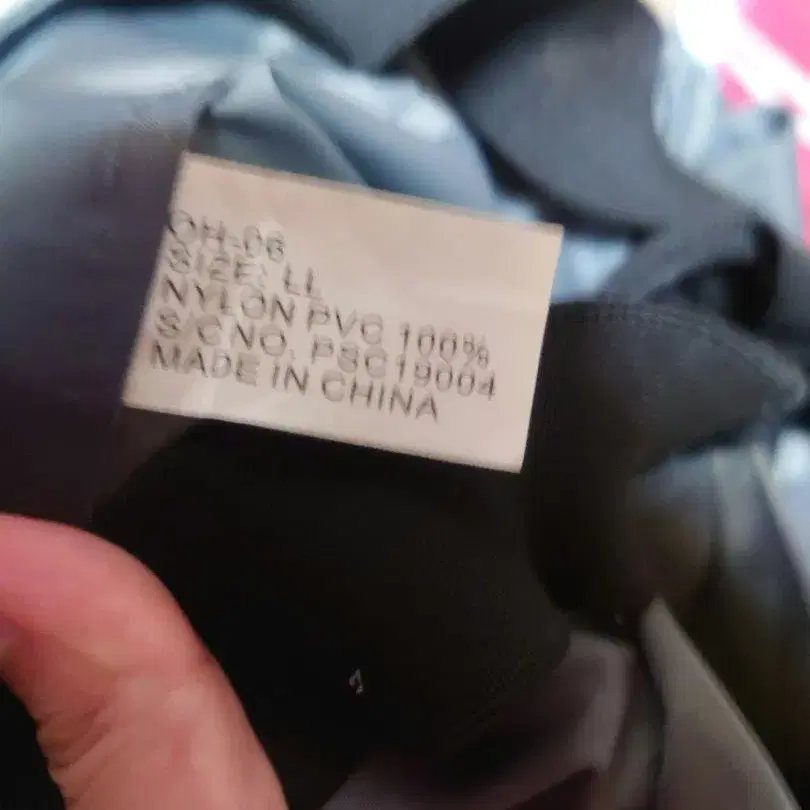 OH-06
SIZE: LL
NYLON PVC 100%
S/C NO. PSC19004
MADE IN CHINA